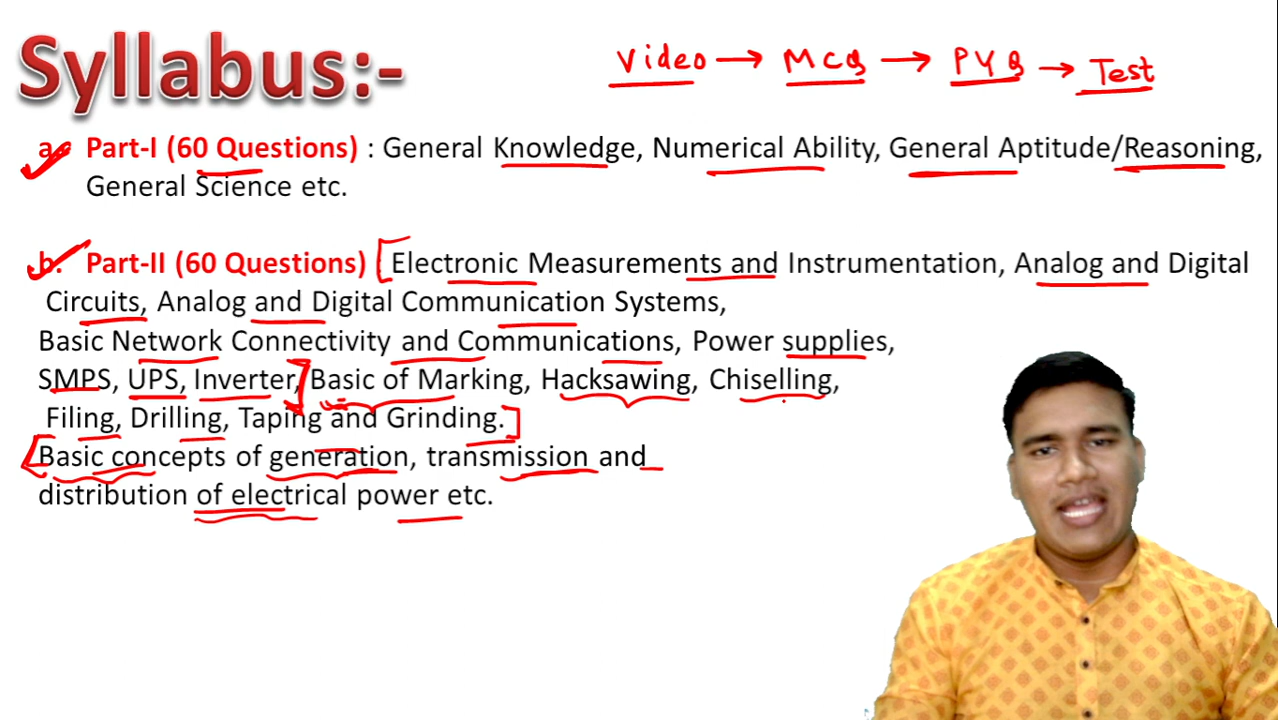 Syllabus:-
Video → MCQ → PYQ → Test
a. Part-I (60 Questions) : General Knowledge, Numerical Ability, General Aptitude/Reasoning,
General Science etc.
b. Part-II (60 Questions) [Electronic Measurements and Instrumentation, Analog and Digital
Circuits, Analog and Digital Communication Systems,
Basic Network Connectivity and Communications, Power supplies,
SMPS, UPS, Inverter,] Basic of Marking, Hacksawing, Chiselling,
Filing, Drilling, Taping and Grinding.]
[Basic concepts of generation, transmission and
distribution of electrical power etc.